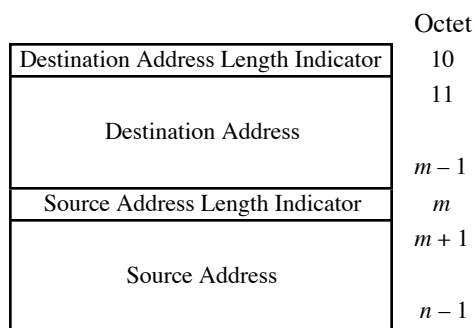 Octet
Destination Address Length Indicator 10
11
Destination Address
m – 1
Source Address Length Indicator m
m + 1
Source Address
n – 1